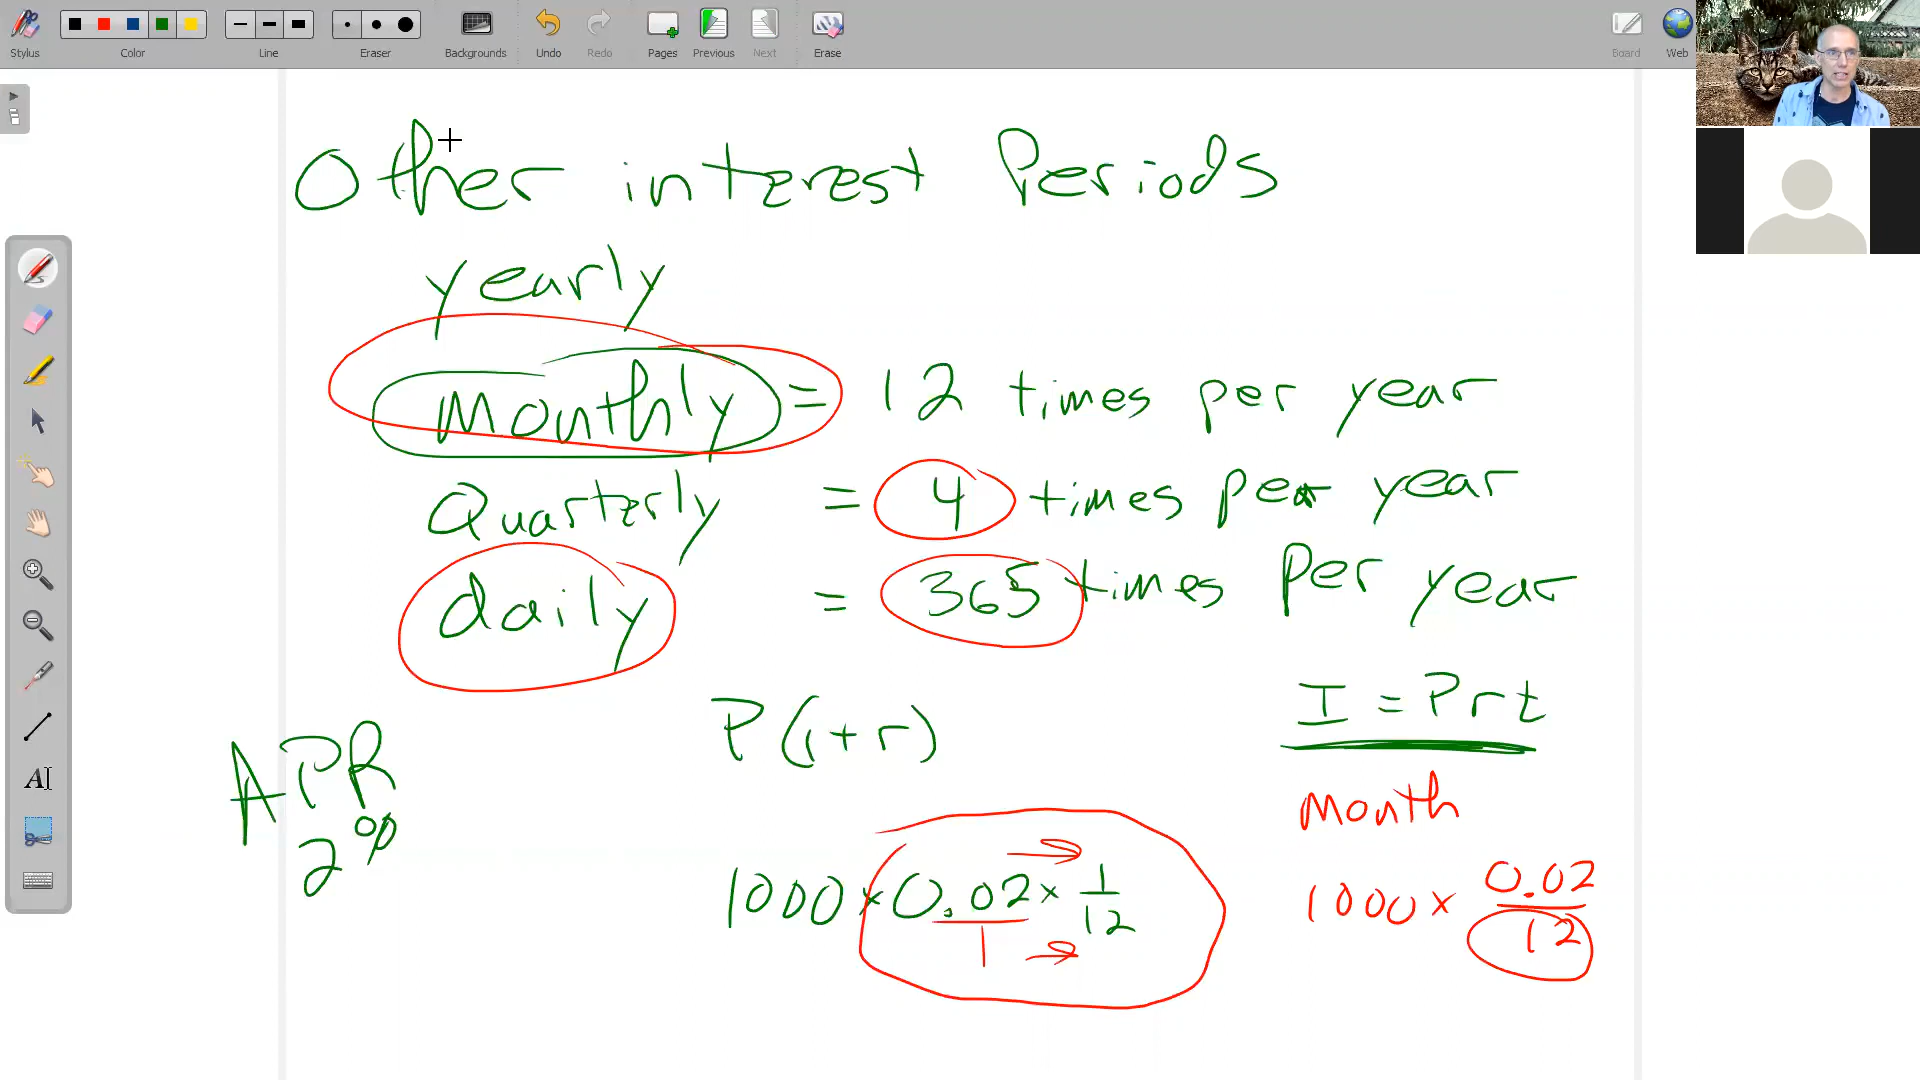 Stylus Color Line Eraser Backgrounds Undo Redo Pages Previous Next Erase Board Web
Other interest Periods
yearly
Monthly = 12 times per year
Quarterly = 4 times per year
daily = 365 times Per year
P(1+r)
I = Prt
APR
2%
Month
1000 × 0.02/1 × 1/12
1000 × 0.02/12